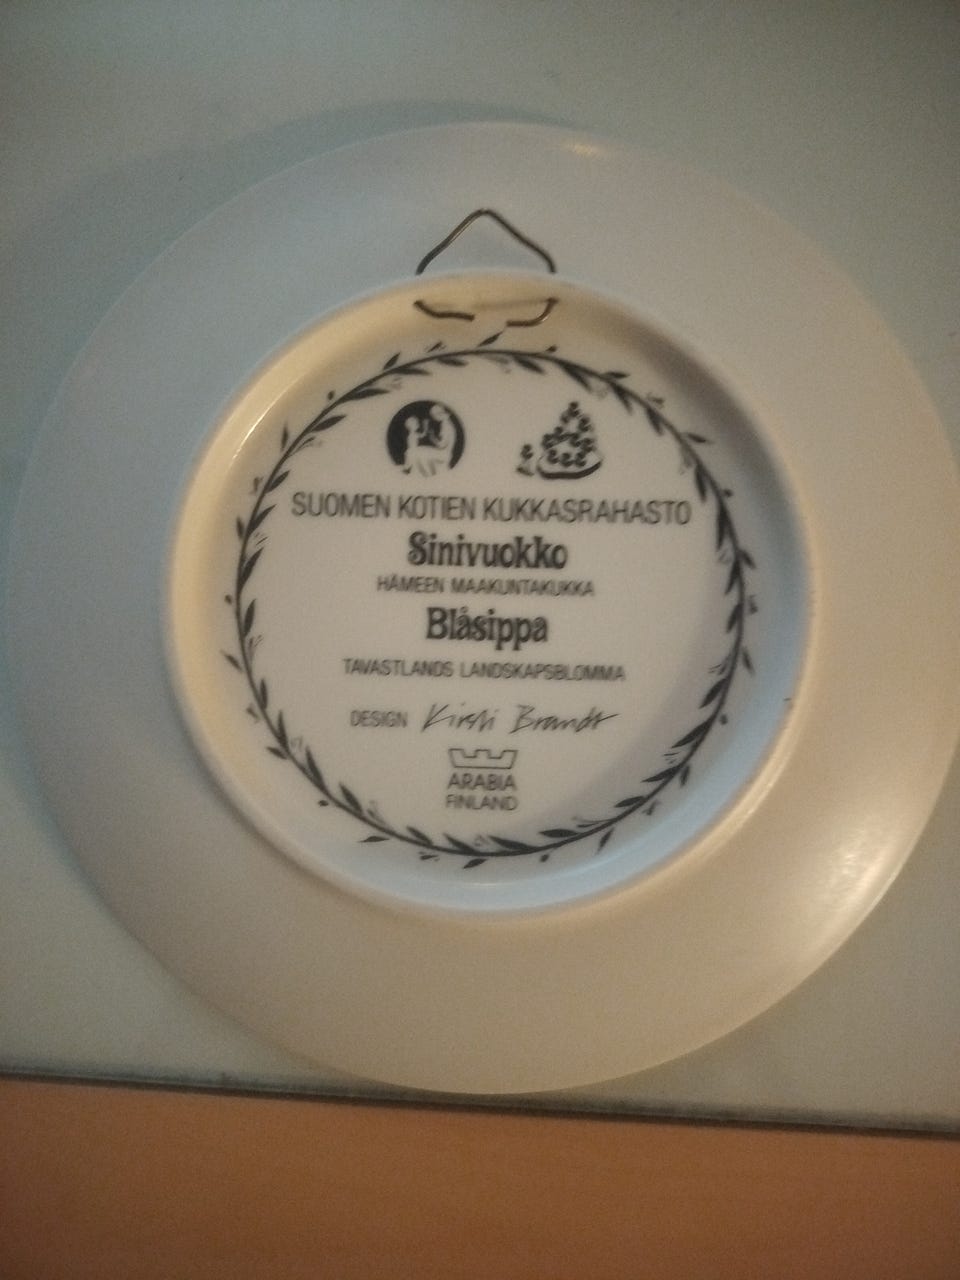 SUOMEN KOTIEN KUKKASRAHASTO
Sinivuokko
HÄMEEN MAAKUNTAKUKKA
Blåsippa
TAVASTLANDS LANDSKAPSBLOMMA
DESIGN Kirsti Brandt
ARABIA
FINLAND